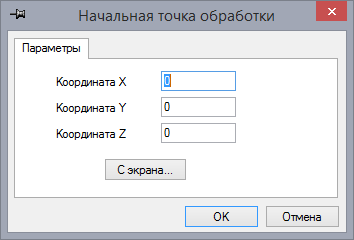 Начальная точка обработки
Параметры
Координата X 0
Координата Y 0
Координата Z 0
С экрана...
OK Отмена